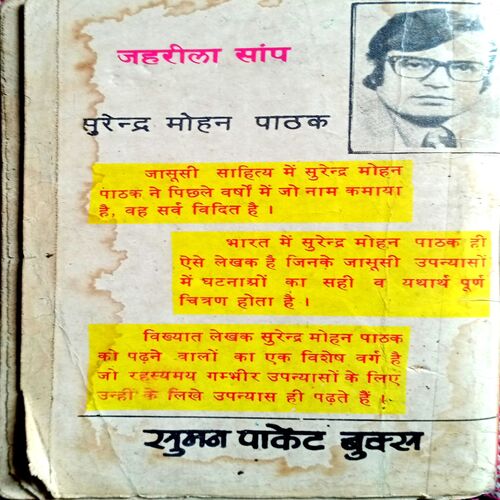 जहरीला सांप
सुरेन्द्र मोहन पाठक
जासूसी साहित्य में सुरेन्द्र मोहन
पाठक ने पिछले वर्षो में जो नाम कमाया
है, वह सर्व विदित है ।
भारत में सुरेन्द्र मोहन पाठक ही
ऐसे लेखक है जिनके जासूसी उपन्यासों
में घटनाओं का सही व यथार्थ पूर्ण
चित्रण होता है ।
विख्यात लेखक सुरेन्द्र मोहन पाठक
को पढ़ने वालों का एक विशेष वर्ग है
जो रहस्यमय गम्भीर उपन्यासों के लिए
उन्हीं के लिखे उपन्यास ही पढ़ते हैं ।
सुमन पाकेट बुक्स